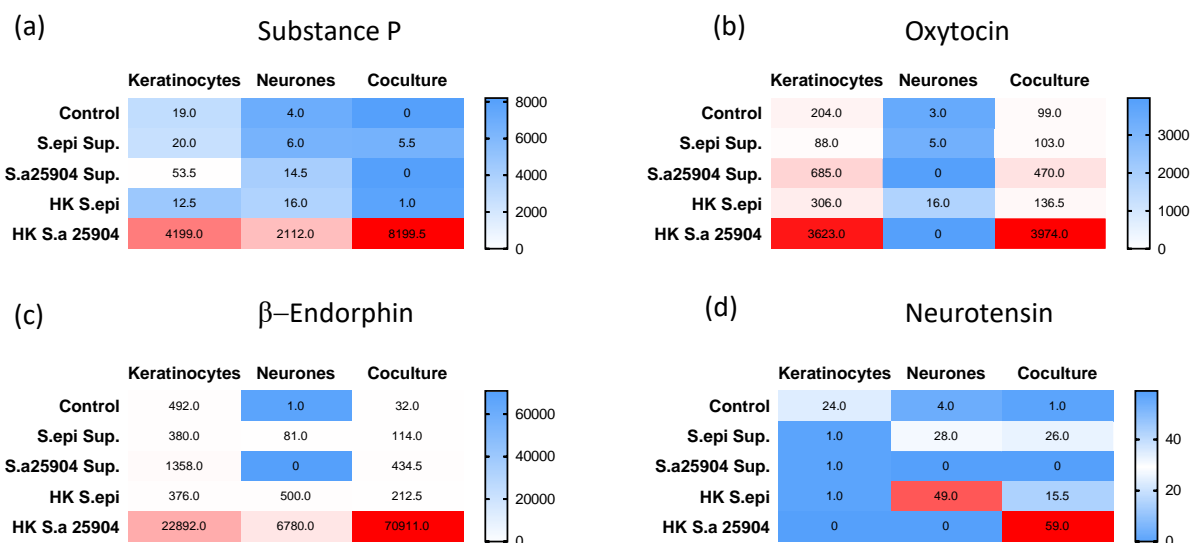 (a) Substance P
Keratinocytes Neurones Coculture
Control 19.0 4.0 0
S.epi Sup. 20.0 6.0 5.5
S.a25904 Sup. 53.5 14.5 0
HK S.epi 12.5 16.0 1.0
HK S.a 25904 4199.0 2112.0 8199.5
8000
6000
4000
2000
0
(b) Oxytocin
Keratinocytes Neurones Coculture
Control 204.0 3.0 99.0
S.epi Sup. 88.0 5.0 103.0
S.a25904 Sup. 685.0 0 470.0
HK S.epi 306.0 16.0 136.5
HK S.a 25904 3623.0 0 3974.0
3000
2000
1000
0
(c) β–Endorphin
Keratinocytes Neurones Coculture
Control 492.0 1.0 32.0
S.epi Sup. 380.0 81.0 114.0
S.a25904 Sup. 1358.0 0 434.5
HK S.epi 376.0 500.0 212.5
HK S.a 25904 22892.0 6780.0 70911.0
60000
40000
20000
0
(d) Neurotensin
Keratinocytes Neurones Coculture
Control 24.0 4.0 1.0
S.epi Sup. 1.0 28.0 26.0
S.a25904 Sup. 1.0 0 0
HK S.epi 1.0 49.0 15.5
HK S.a 25904 0 0 59.0
40
20
0